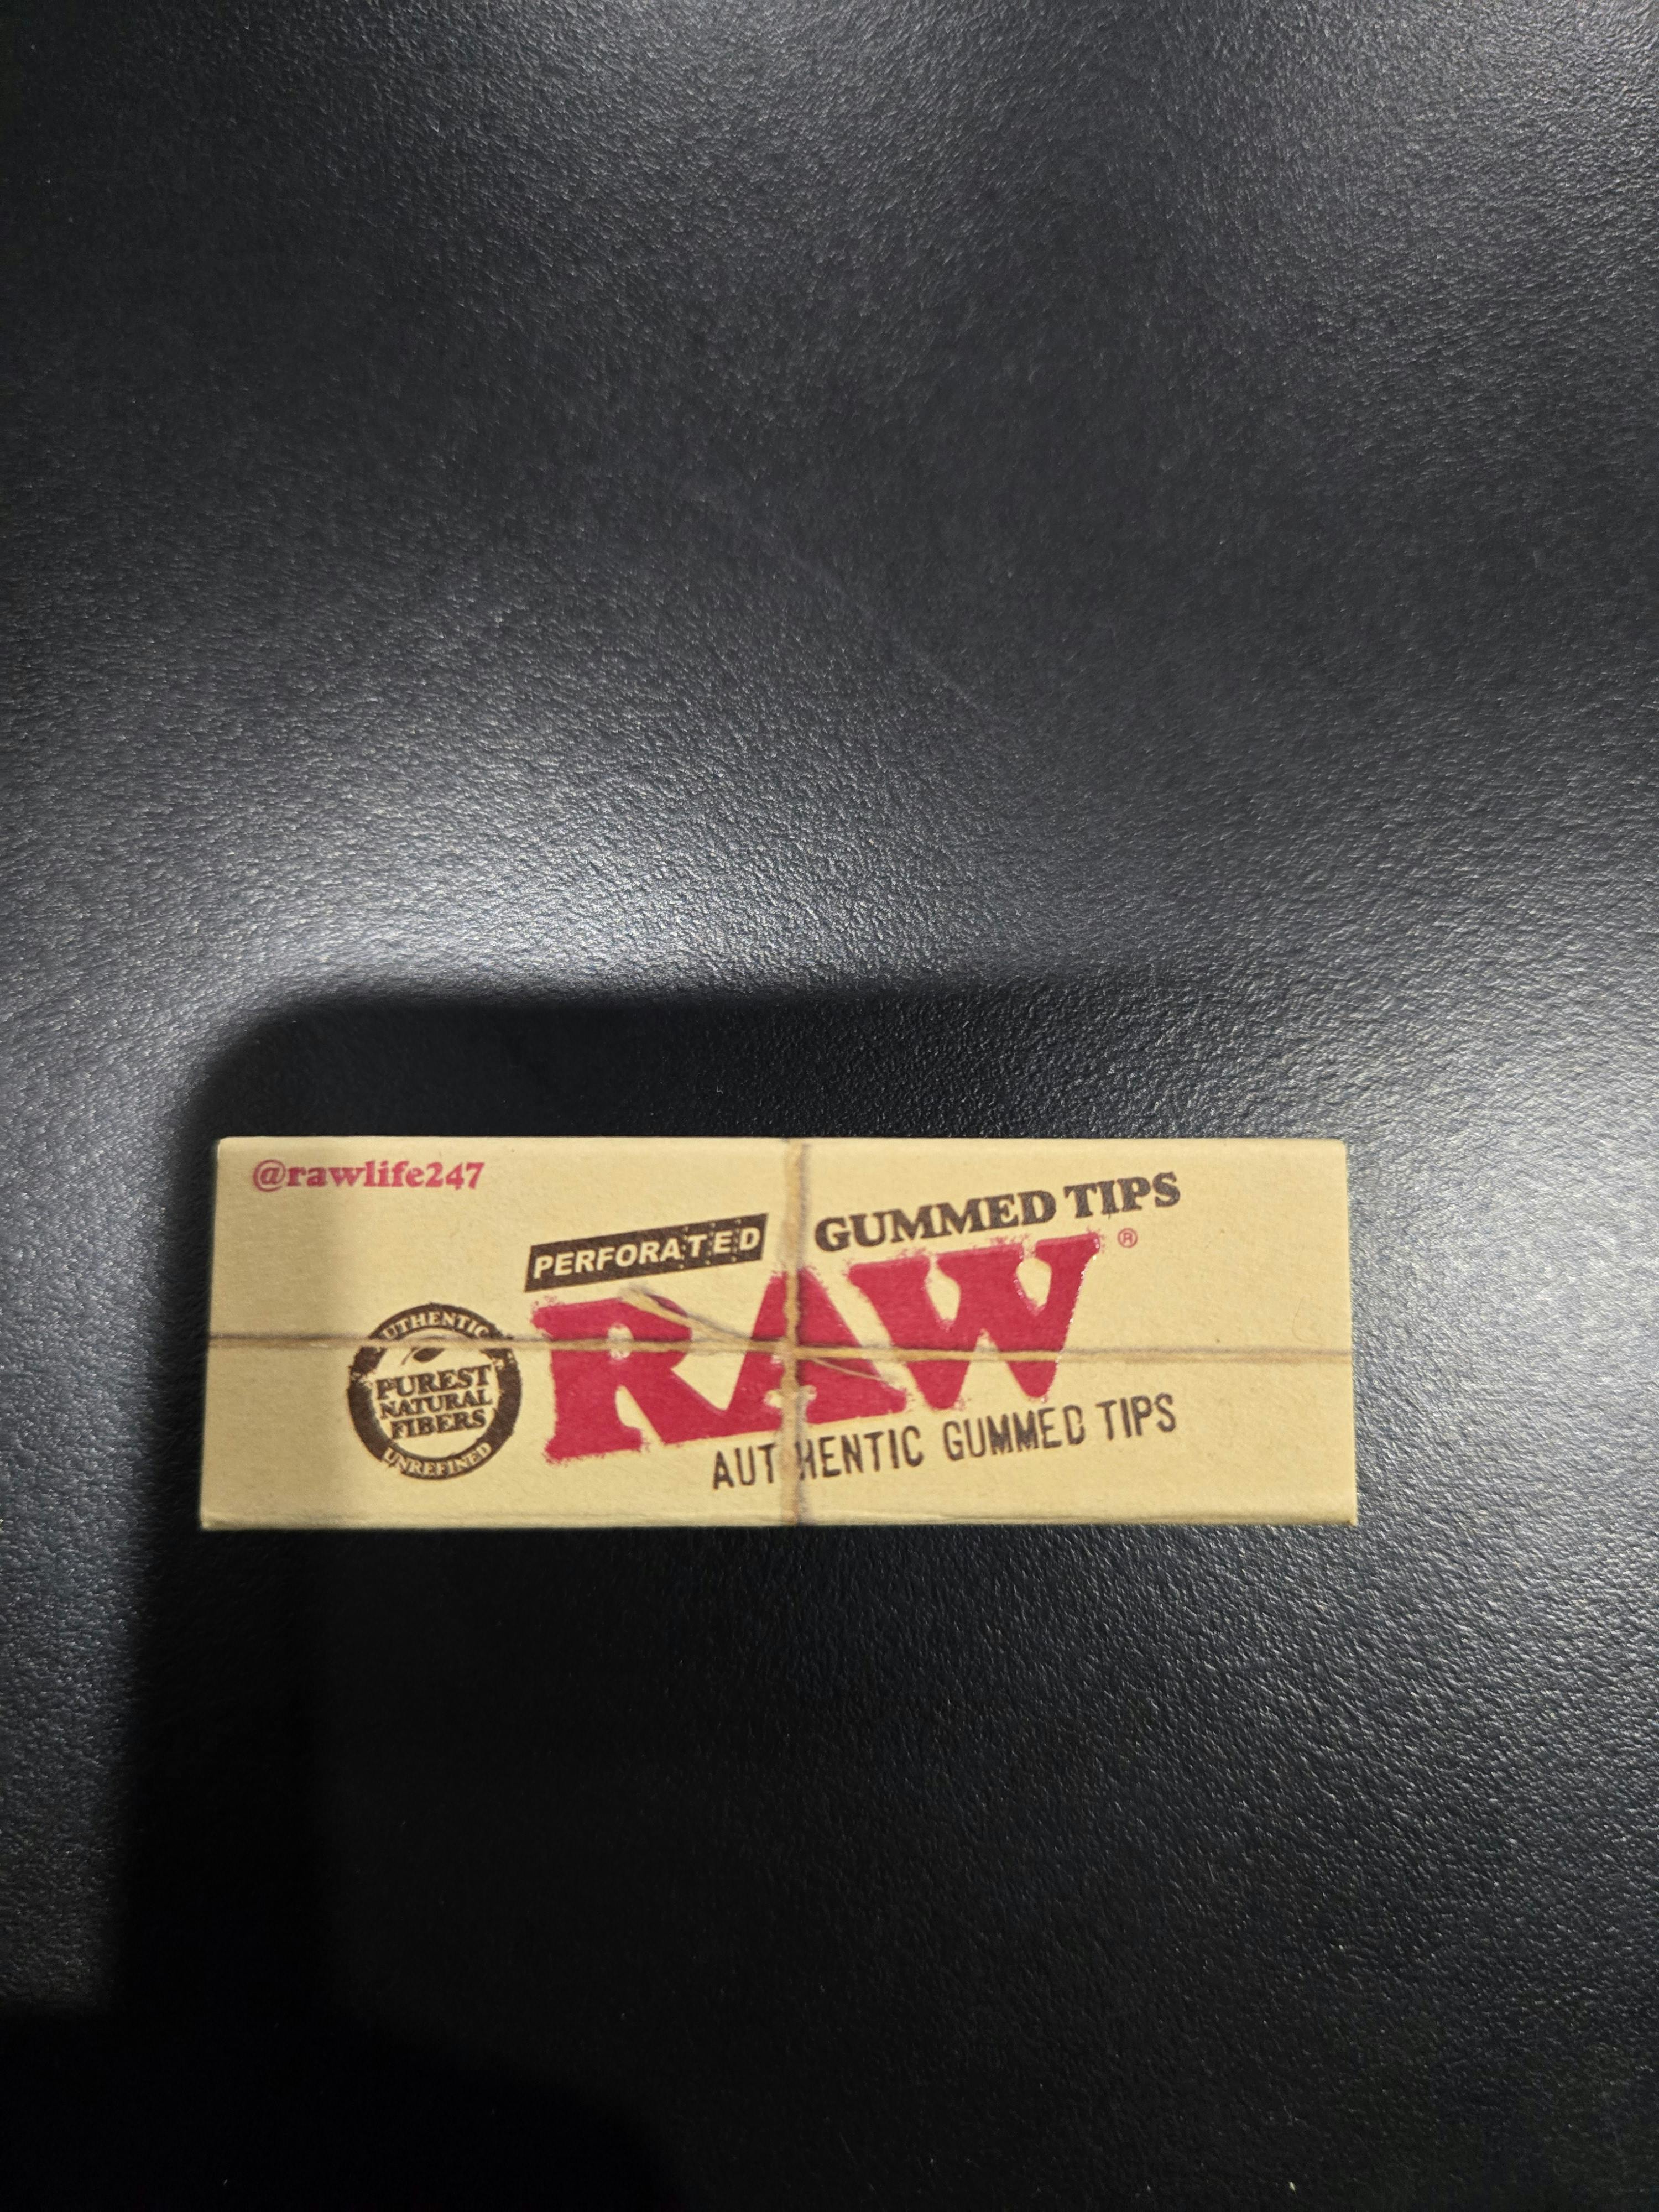 @rawlife247
PERFORATED GUMMED TIPS
RAW®
AUTHENTIC
PUREST
NATURAL
FIBERS
UNREFINED
AUTHENTIC GUMMED TIPS